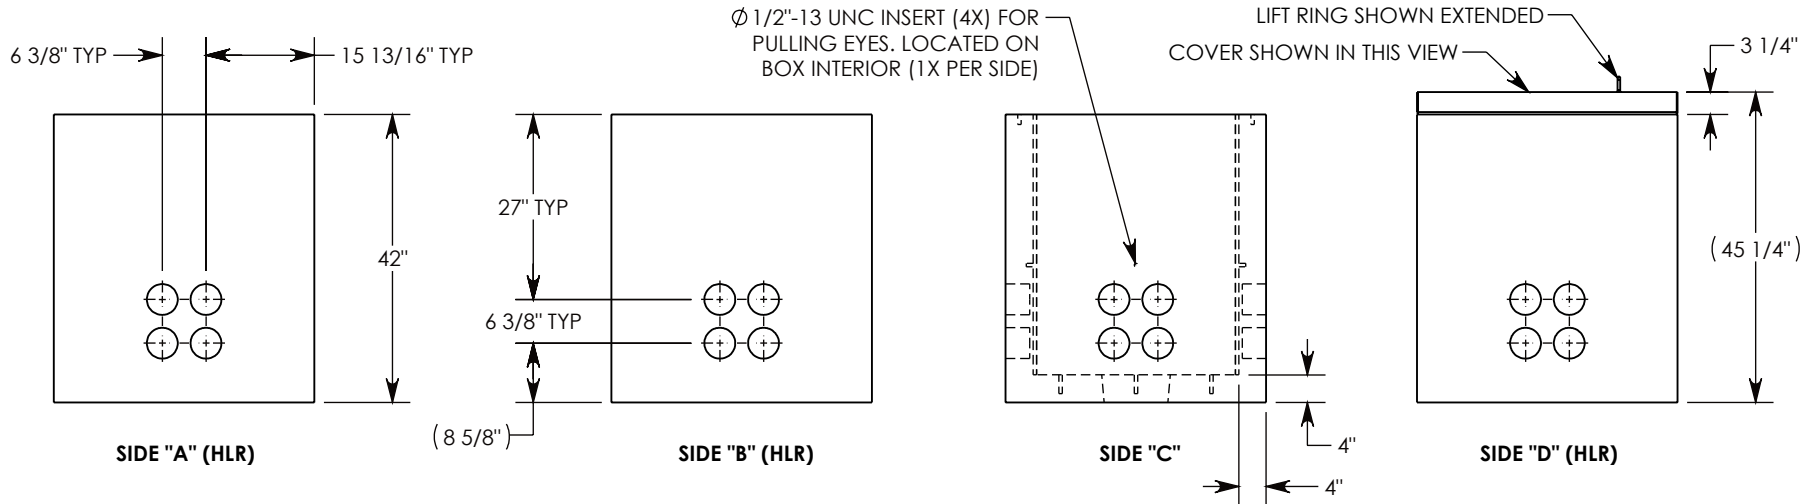 6 3/8" TYP
15 13/16" TYP
42"
SIDE "A" (HLR)
27" TYP
6 3/8" TYP
(8 5/8")
SIDE "B" (HLR)
Ø 1/2"-13 UNC INSERT (4X) FOR
PULLING EYES. LOCATED ON
BOX INTERIOR (1X PER SIDE)
4"
4"
SIDE "C"
LIFT RING SHOWN EXTENDED
COVER SHOWN IN THIS VIEW
3 1/4"
(45 1/4")
SIDE "D" (HLR)